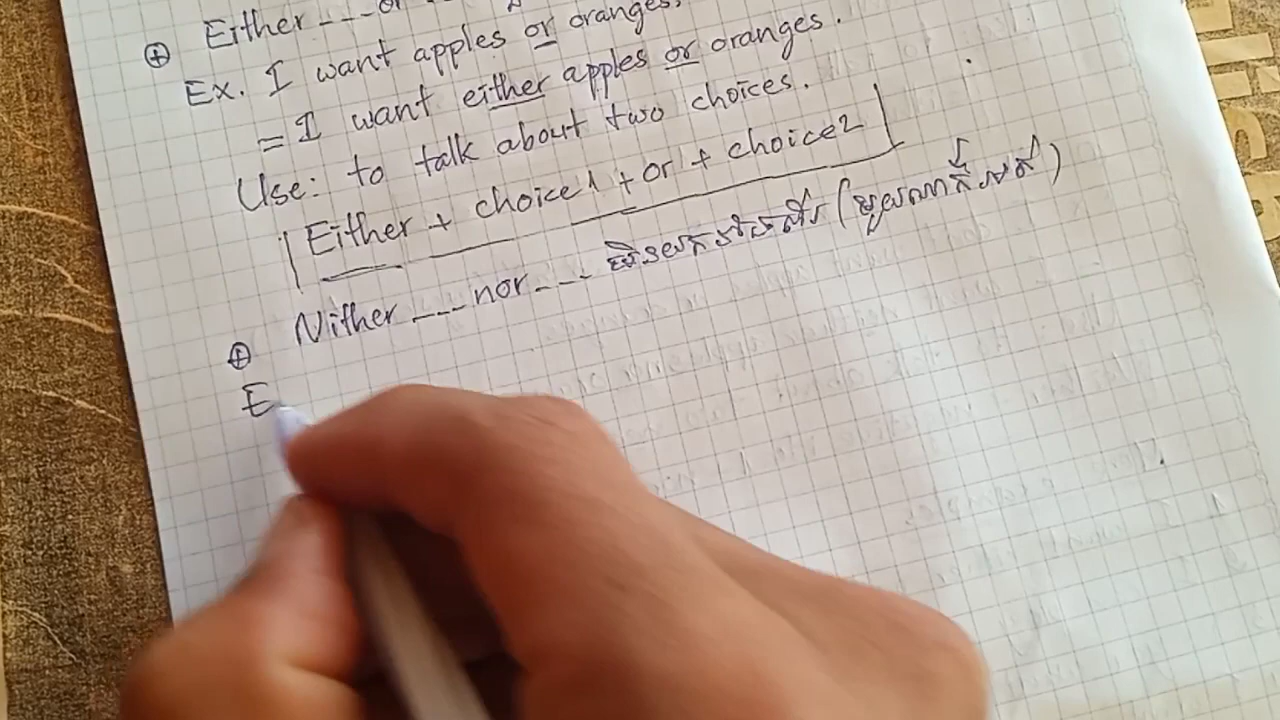 ⊕ Either ---or
Ex. I want apples or oranges.
= I want either apples or oranges.
Use: to talk about two choices.
Either + choice1 + or + choice2
⊕ Nither ---nor---
E